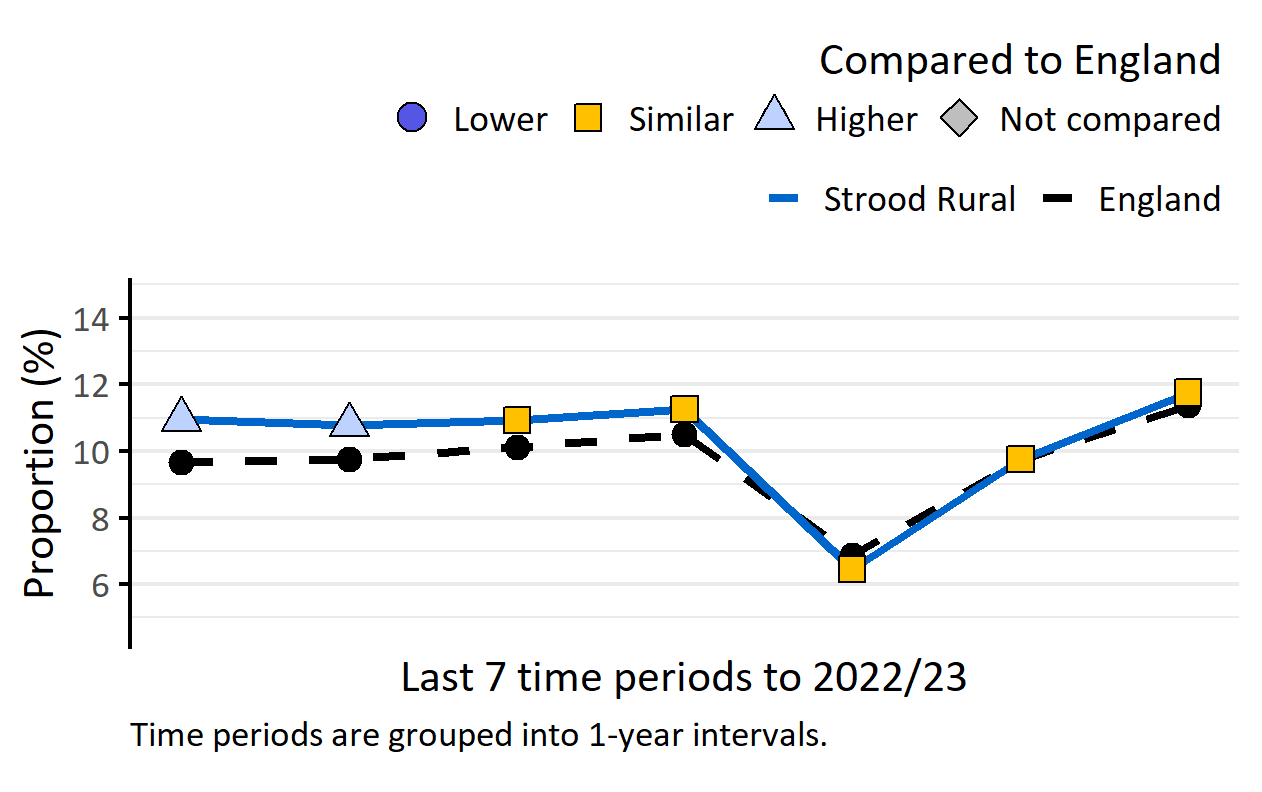 Compared to England
Lower Similar Higher Not compared
Strood Rural England
Proportion (%)
14
12
10
8
6
Last 7 time periods to 2022/23
Time periods are grouped into 1-year intervals.